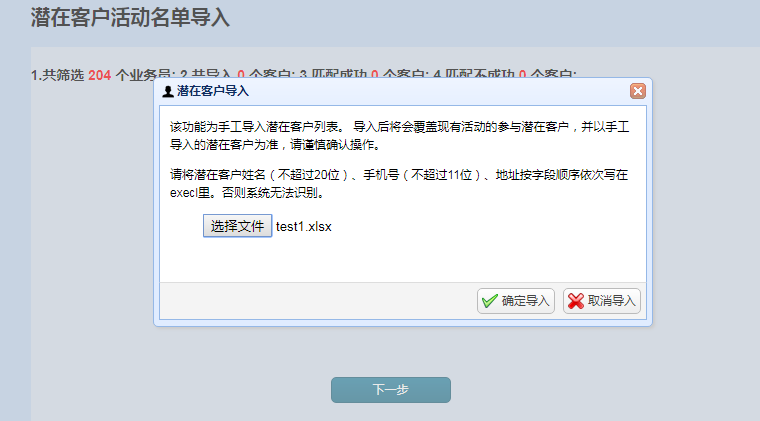 潜在客户活动名单导入
1.共筛选 204 个业务员; 2.共导入 0 个客户; 3.匹配成功 0 个客户; 4.匹配不成功 0 个客户;
潜在客户导入
该功能为手工导入潜在客户列表。 导入后将会覆盖现有活动的参与潜在客户，并以手工
导入的潜在客户为准，请谨慎确认操作。
请将潜在客户姓名（不超过20位）、手机号（不超过11位）、地址按字段顺序依次写在
execl里。否则系统无法识别。
选择文件 test1.xlsx
确定导入 取消导入
下一步